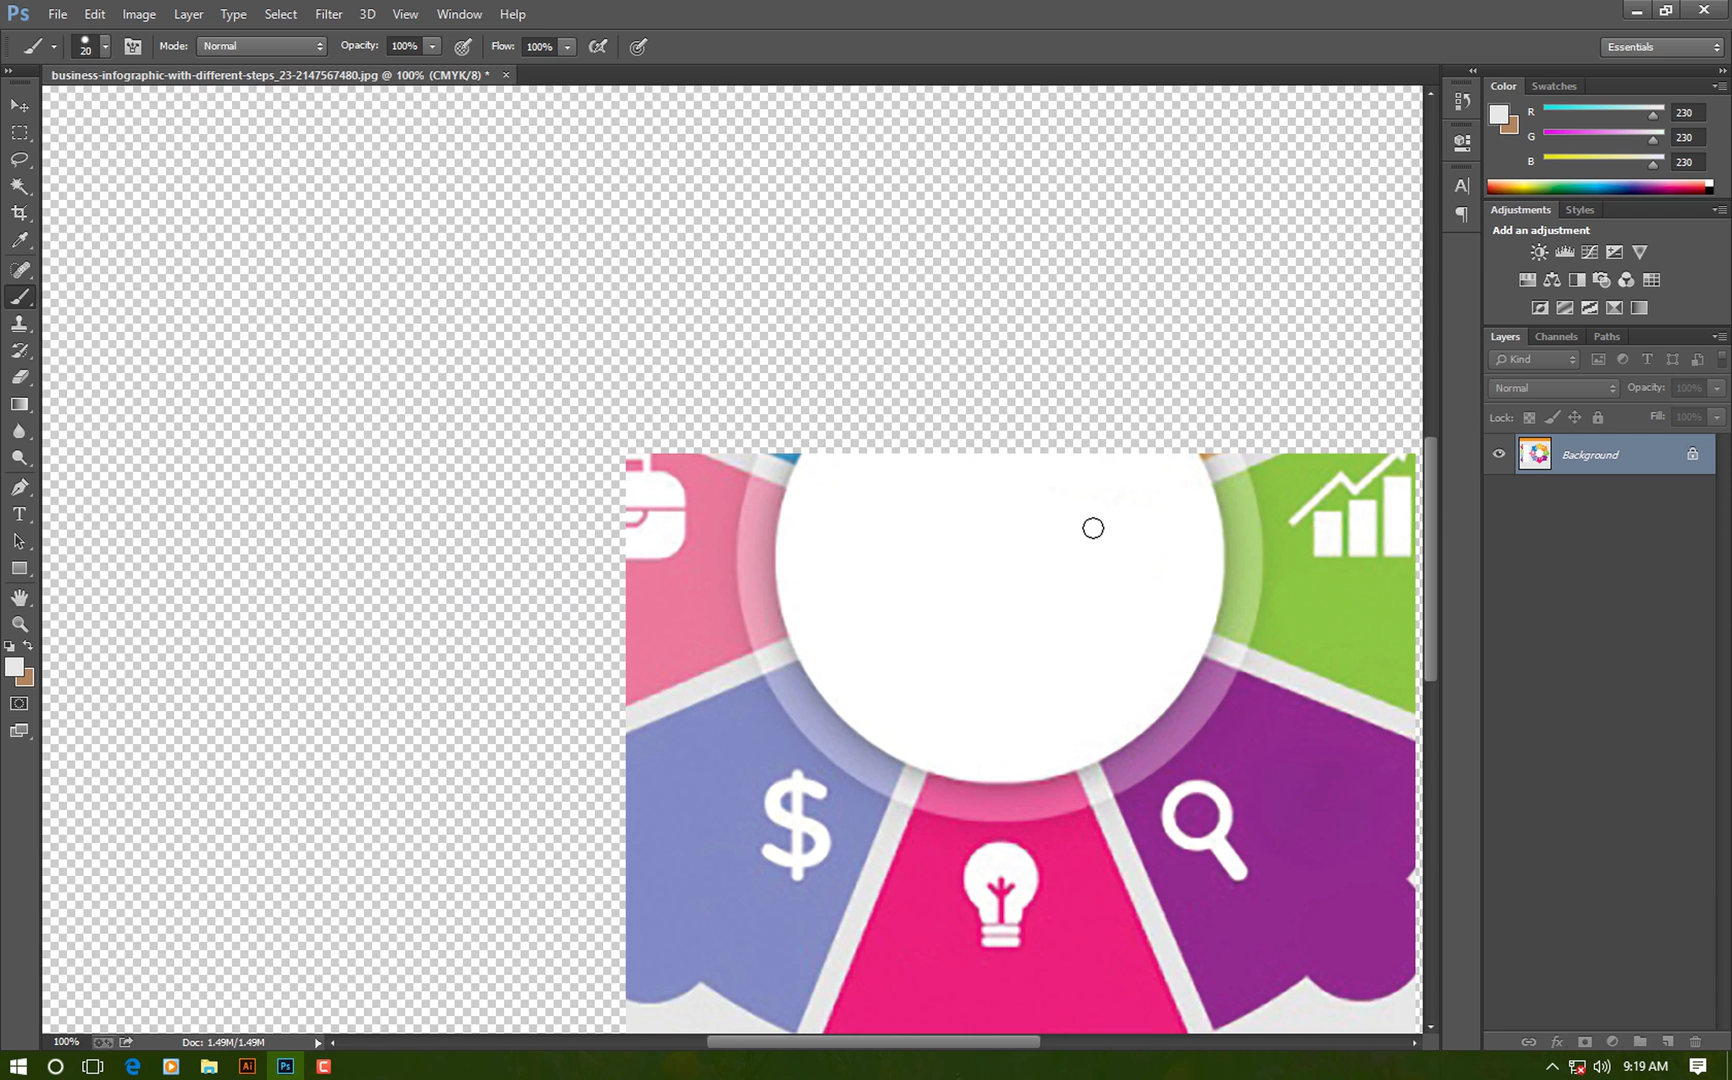 Ps File Edit Image Layer Type Select Filter 3D View Window Help
20 Mode: Normal Opacity: 100% Flow: 100% Essentials
business-infographic-with-different-steps_23-2147567480.jpg @ 100% (CMYK/8) * ×
Color Swatches
R 230
G 230
B 230
Adjustments Styles
Add an adjustment
Layers Channels Paths
Kind
Normal Opacity: 100%
Lock: Fill: 100%
Background
$
100% Doc: 1.49M/1.49M
Ai Ps C 9:19 AM